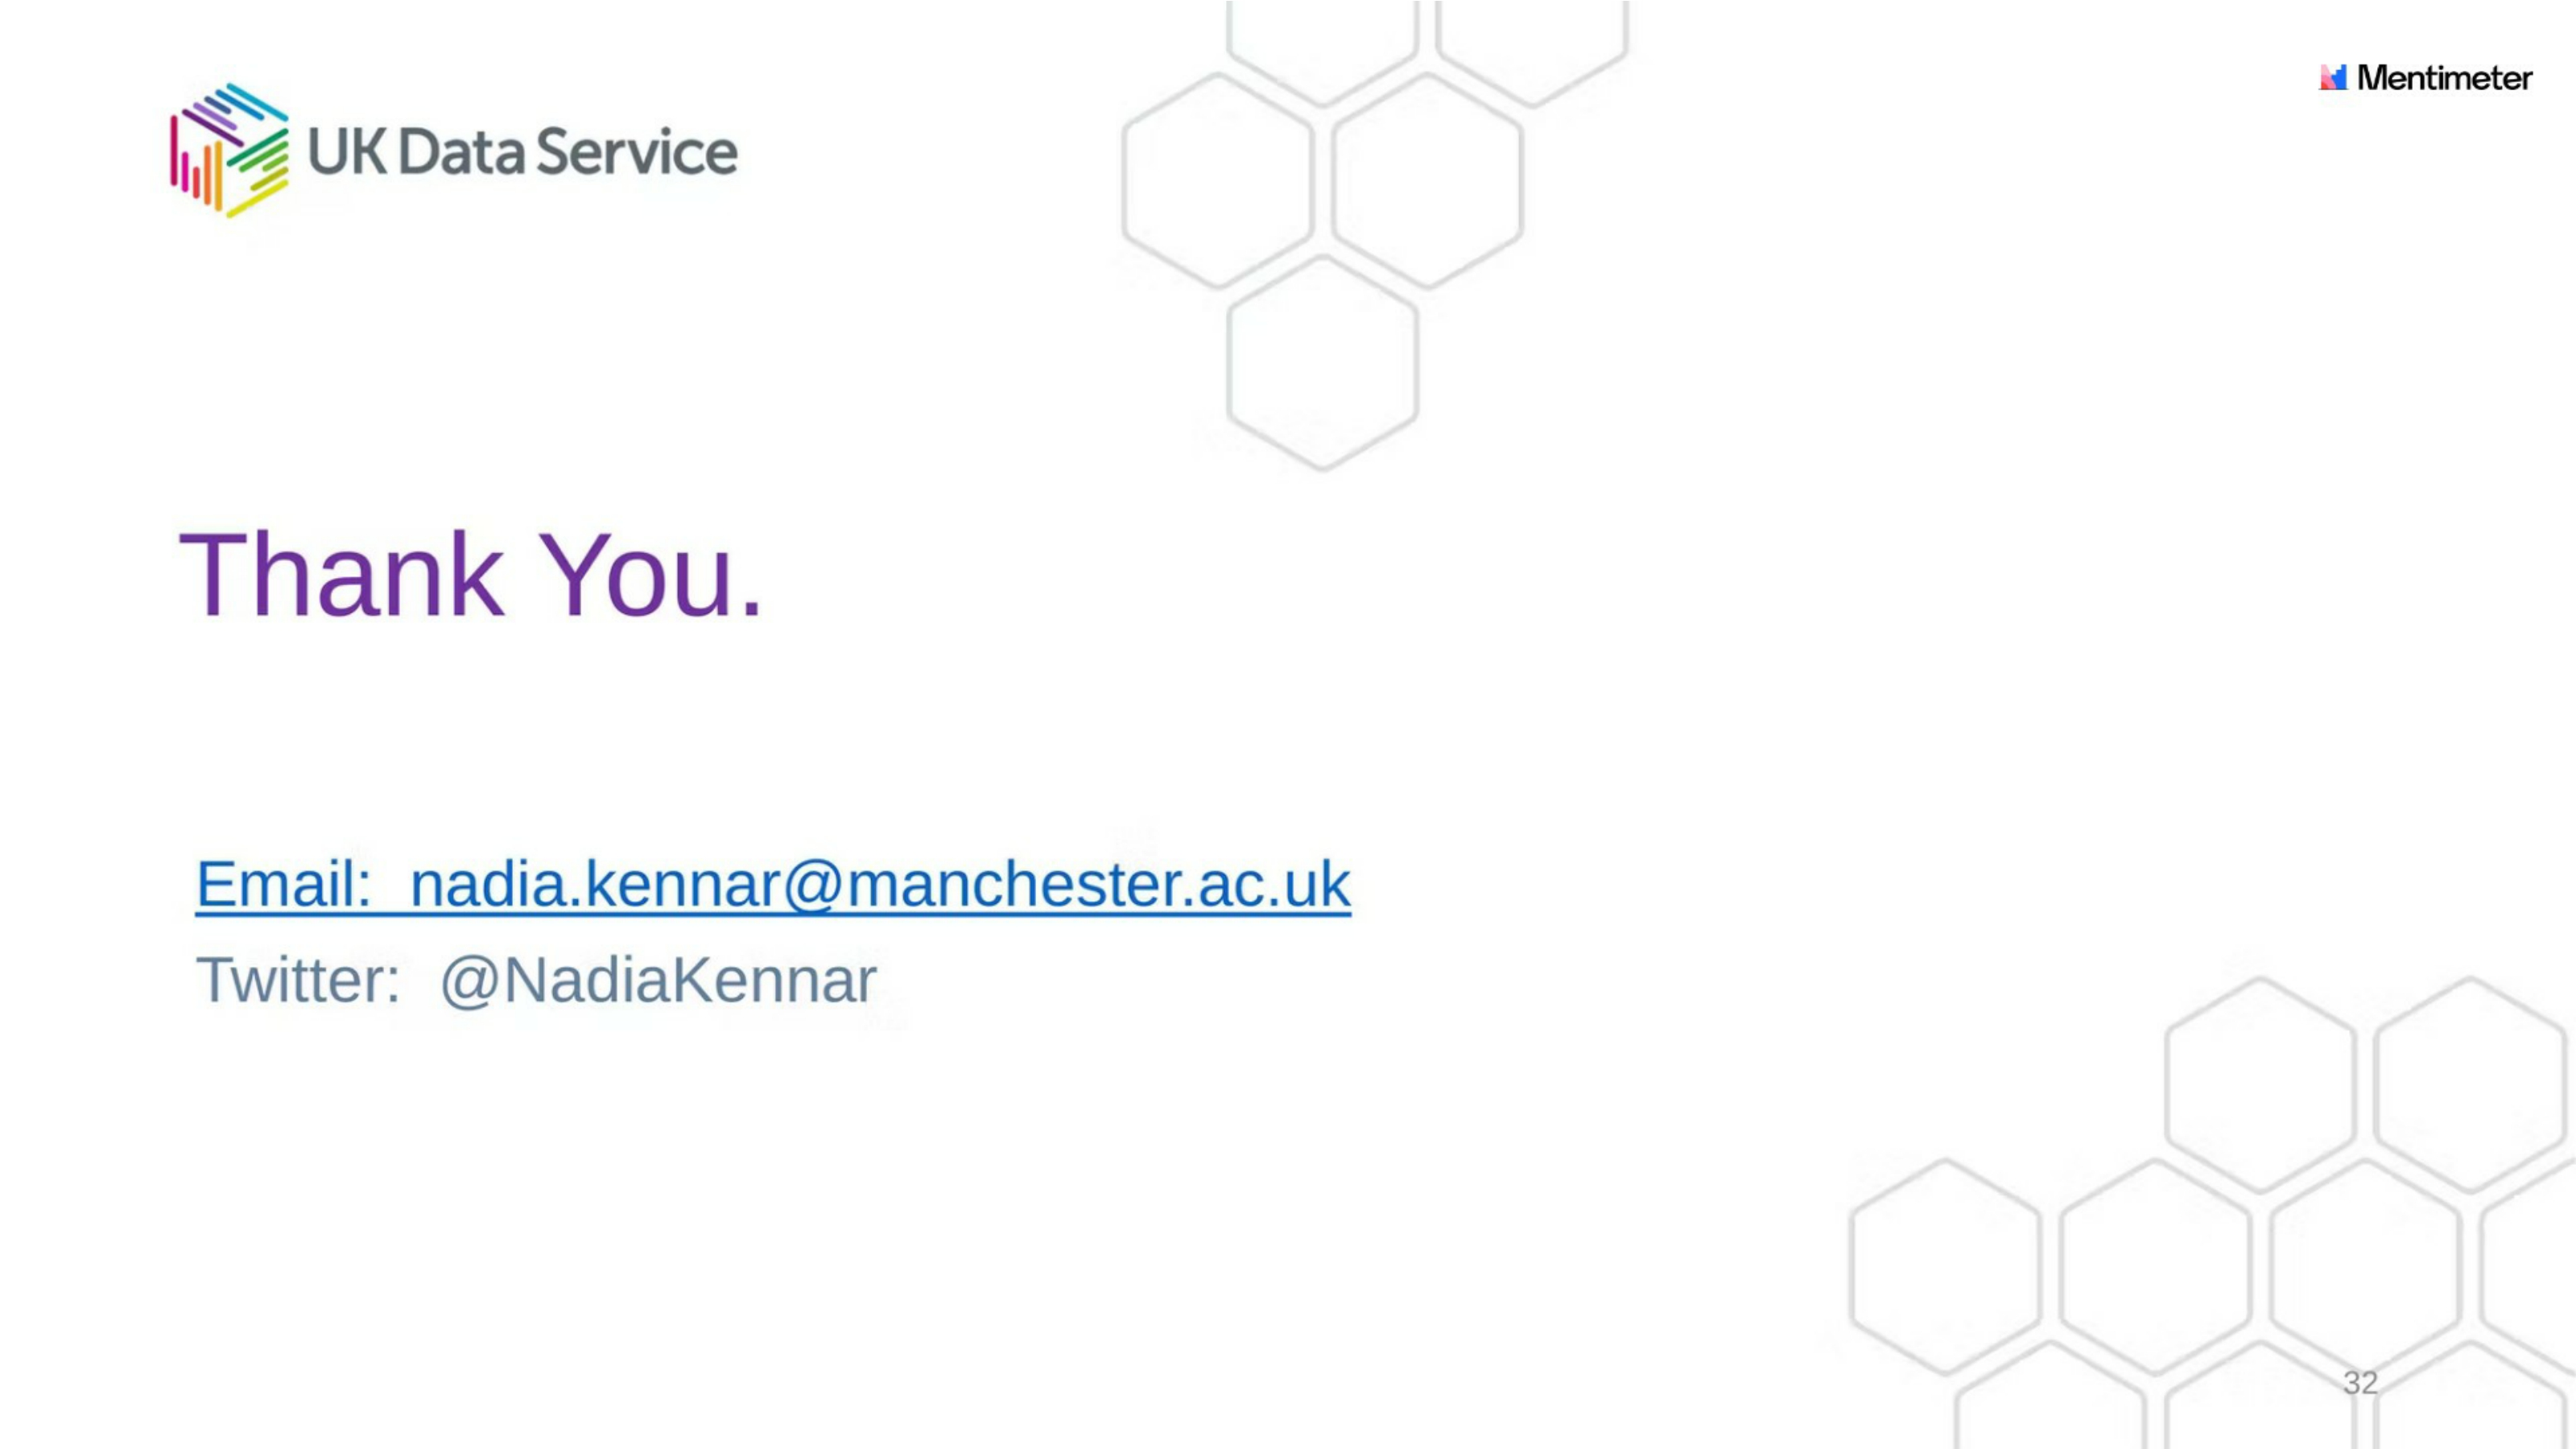 UK Data Service
Mentimeter
Thank You.
Email:  nadia.kennar@manchester.ac.uk
Twitter:  @NadiaKennar
32